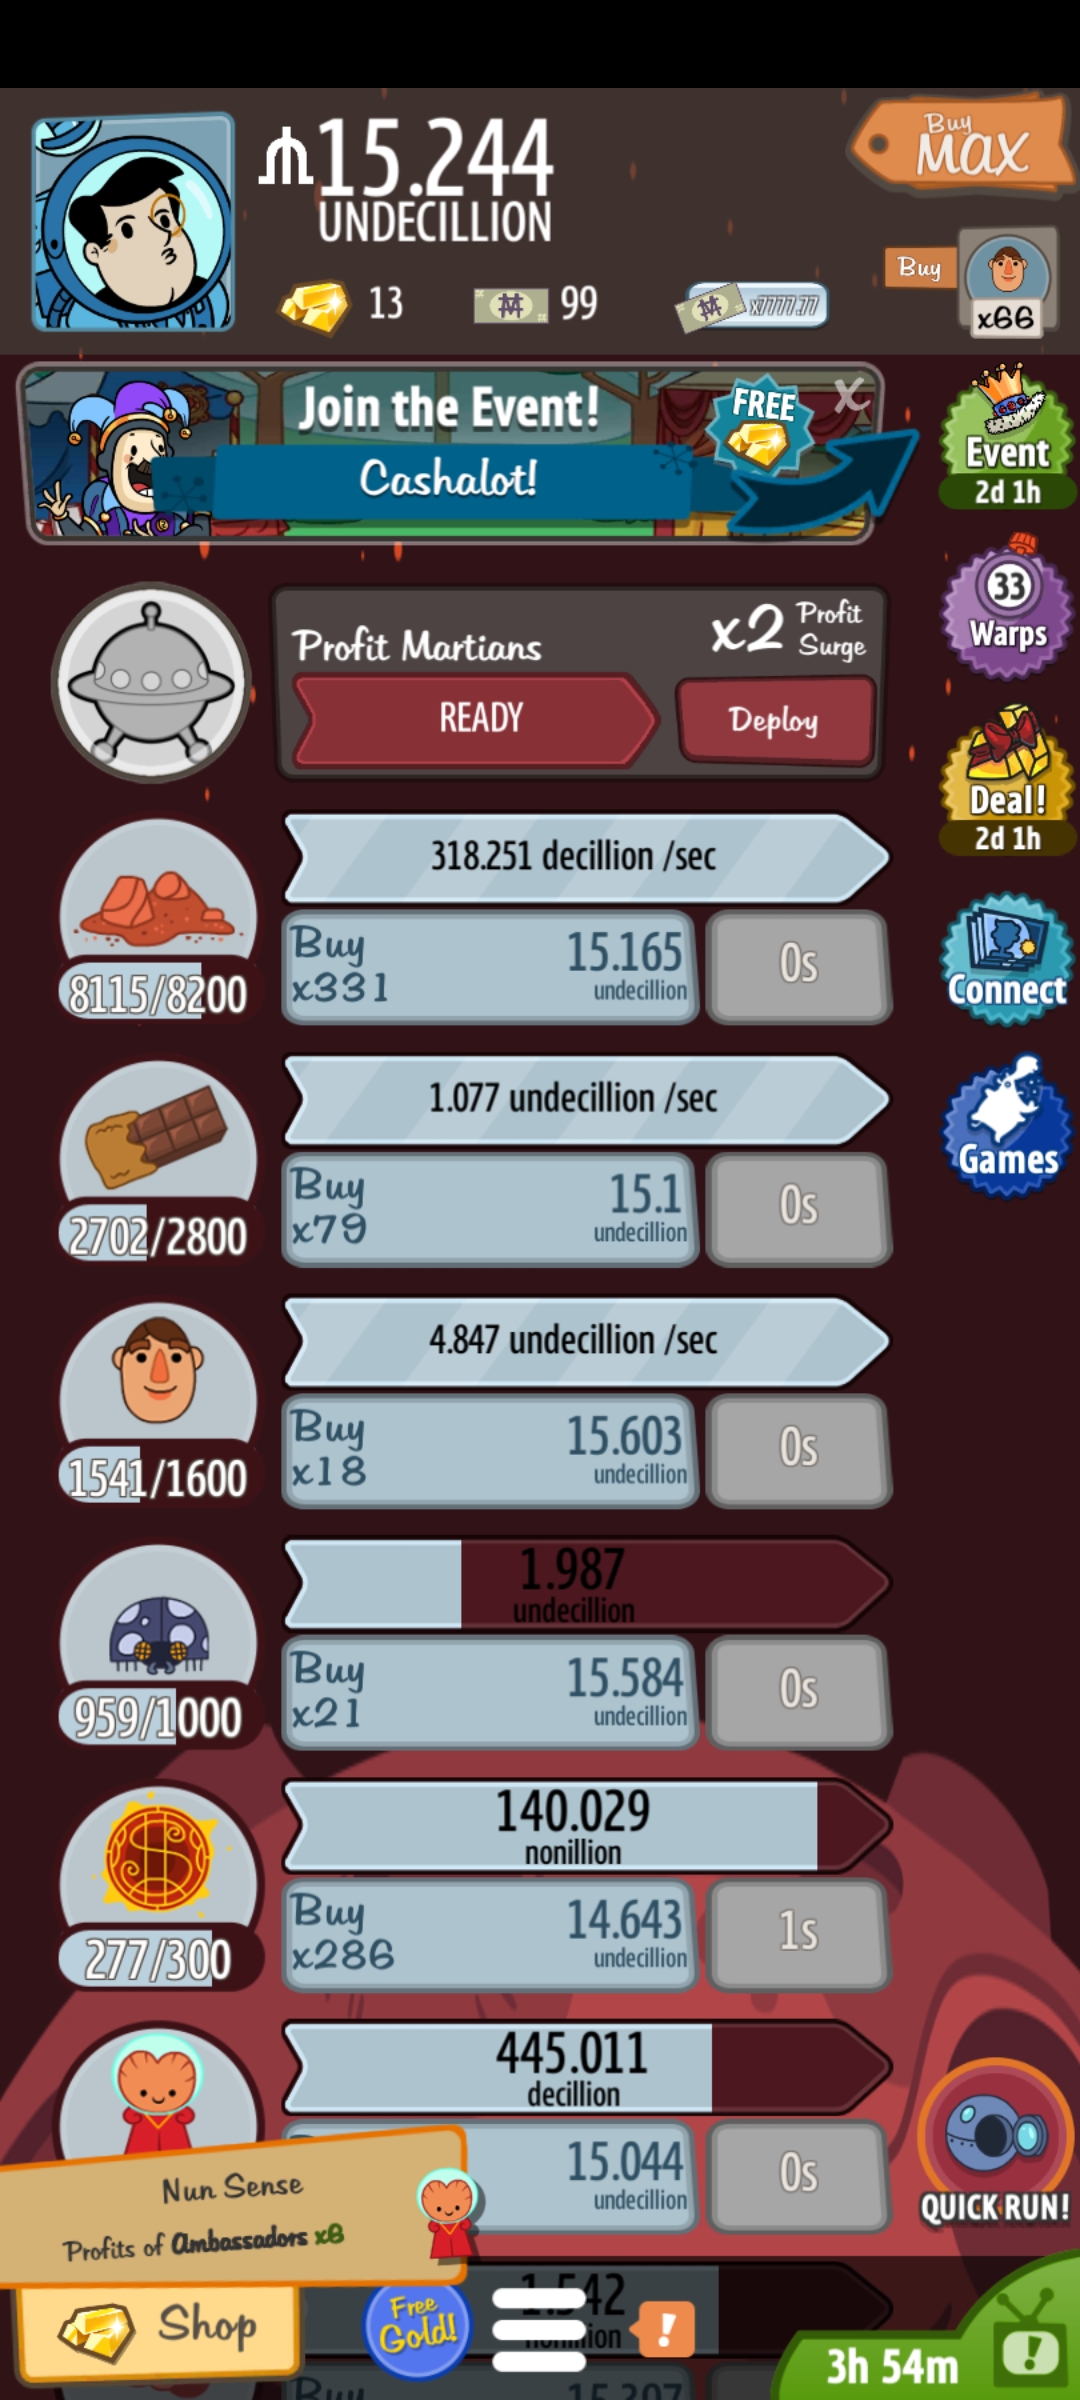 15.244
UNDECILLION
Buy
MAX
13
99
x7777.77
Buy
x66
Join the Event!
Cashalot!
FREE
X
Event
2d 1h
33
Warps
Profit Martians
x2 Profit
Surge
READY
Deploy
Deal!
2d 1h
318.251 decillion /sec
Buy
x331
15.165
undecillion
0s
8115/8200
Connect
1.077 undecillion /sec
Buy
x79
15.1
undecillion
0s
2702/2800
Games
4.847 undecillion /sec
Buy
x18
15.603
undecillion
0s
1541/1600
1.987
undecillion
Buy
x21
15.584
undecillion
0s
959/1000
140.029
nonillion
Buy
x286
14.643
undecillion
1s
277/300
445.011
decillion
15.044
undecillion
0s
QUICK RUN!
Nun Sense
Profits of Ambassadors x8
Shop
Free
Gold!
!
3h 54m
!
Buy
15.307